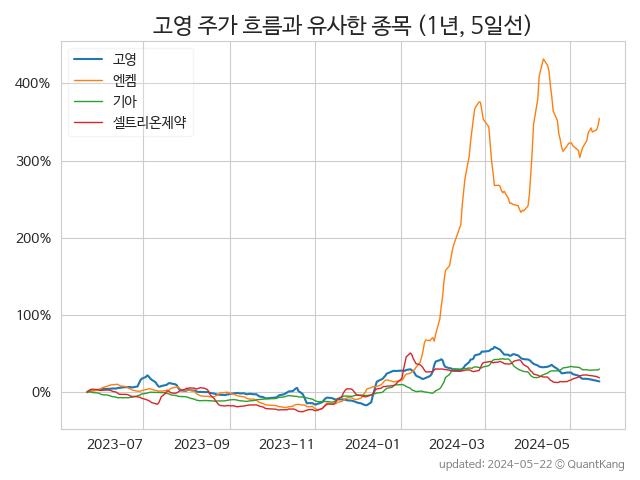 고영 주가 흐름과 유사한 종목 (1년, 5일선)
고영
엔켐
기아
셀트리온제약
400%
300%
200%
100%
0%
2023-07 2023-09 2023-11 2024-01 2024-03 2024-05
updated: 2024-05-22 © QuantKang